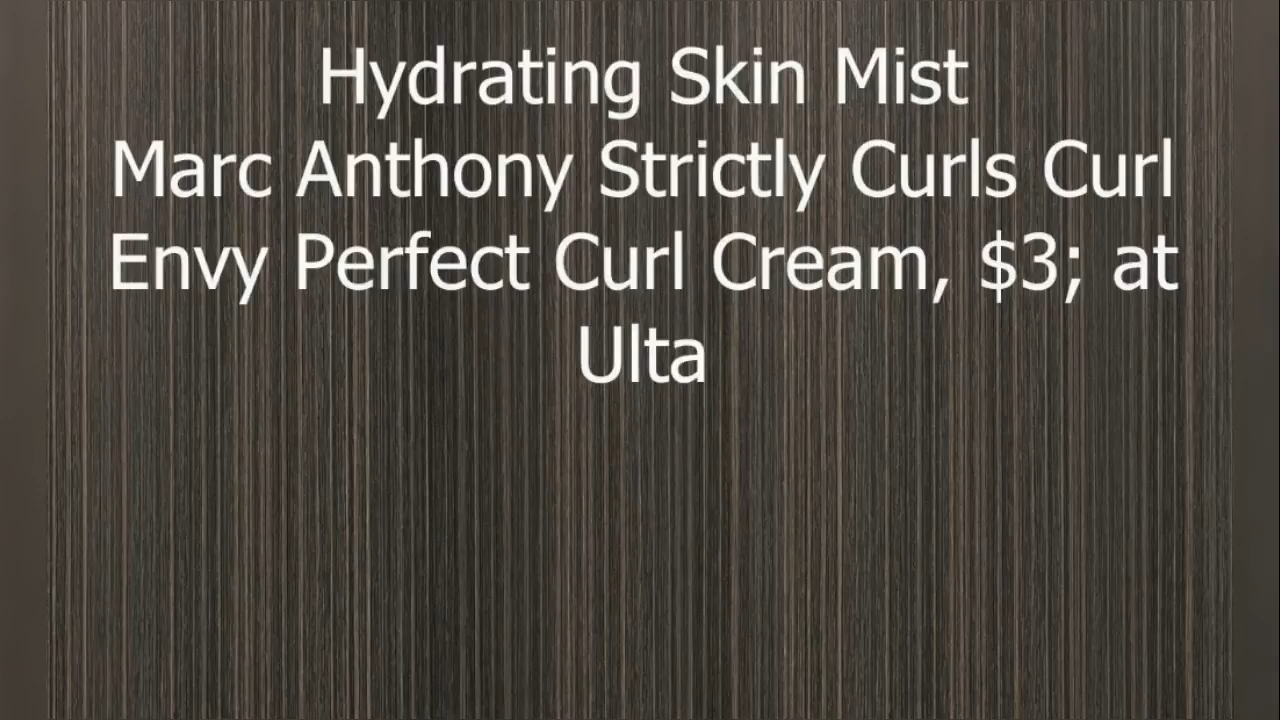 Hydrating Skin Mist
Marc Anthony Strictly Curls Curl
Envy Perfect Curl Cream, $3; at
Ulta